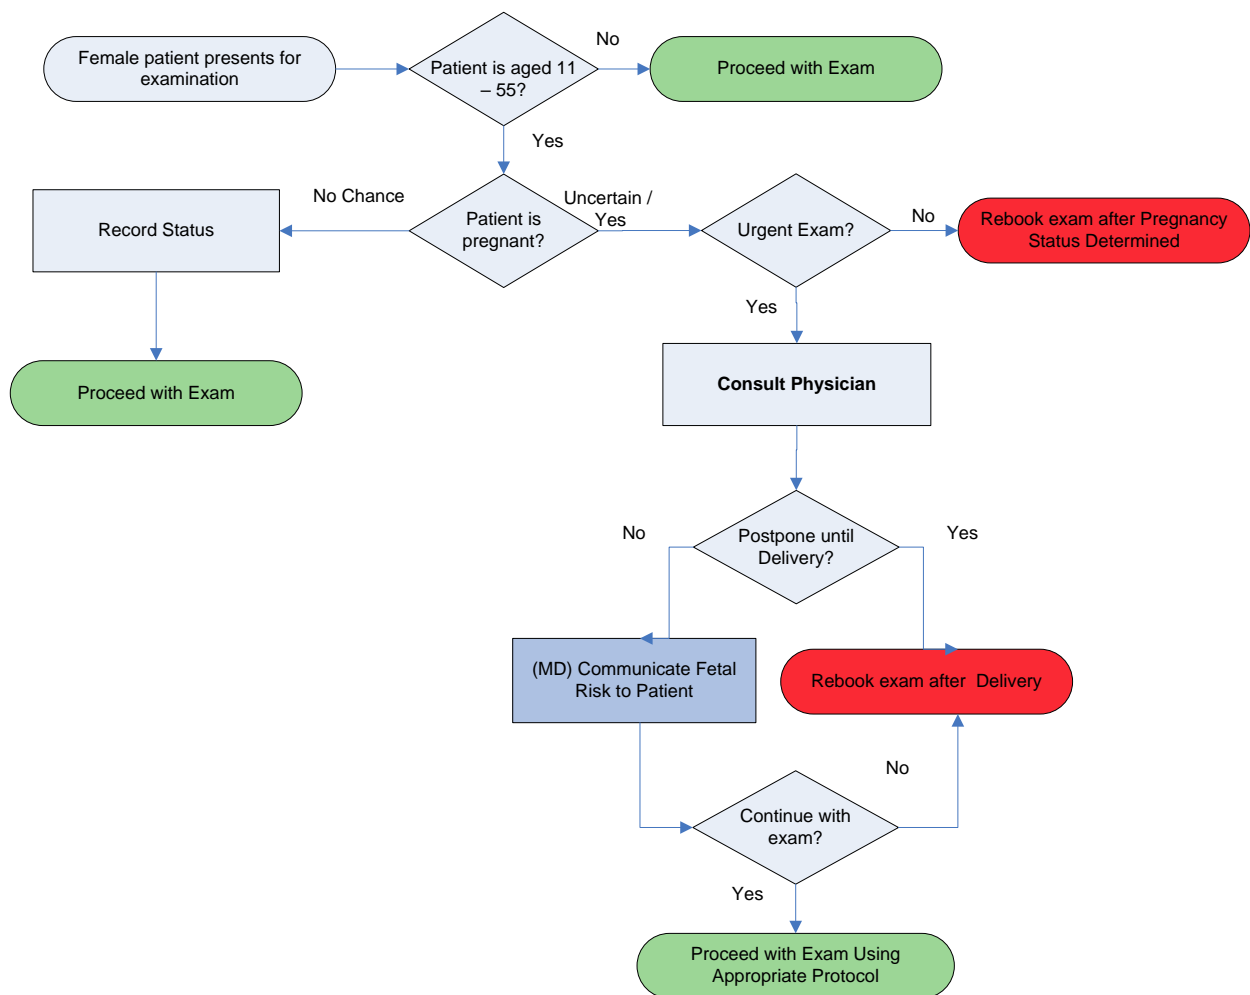 Female patient presents for
examination
Patient is aged 11
– 55?
No
Proceed with Exam
Yes
Record Status
No Chance
Patient is
pregnant?
Uncertain /
Yes
Urgent Exam?
No
Rebook exam after Pregnancy
Status Determined
Yes
Proceed with Exam
Consult Physician
No
Postpone until
Delivery?
Yes
(MD) Communicate Fetal
Risk to Patient
Rebook exam after  Delivery
No
Continue with
exam?
Yes
Proceed with Exam Using
Appropriate Protocol